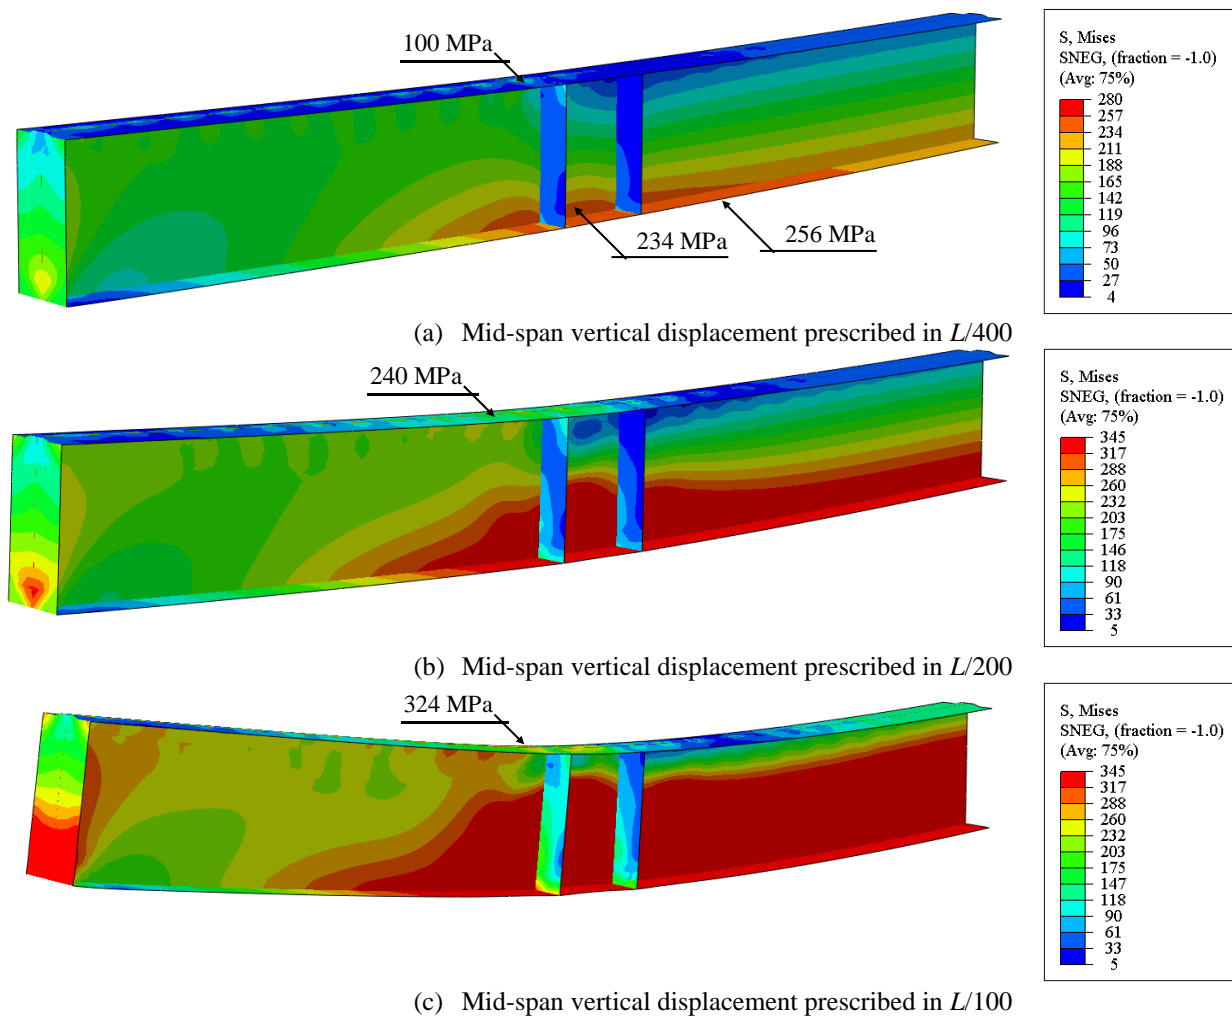 100 MPa
234 MPa
256 MPa
S, Mises
SNEG, (fraction = -1.0)
(Avg: 75%)
280
257
234
211
188
165
142
119
96
73
50
27
4
(a) Mid-span vertical displacement prescribed in L/400
240 MPa
S, Mises
SNEG, (fraction = -1.0)
(Avg: 75%)
345
317
288
260
232
203
175
146
118
90
61
33
5
(b) Mid-span vertical displacement prescribed in L/200
324 MPa
S, Mises
SNEG, (fraction = -1.0)
(Avg: 75%)
345
317
288
260
232
203
175
147
118
90
61
33
5
(c) Mid-span vertical displacement prescribed in L/100